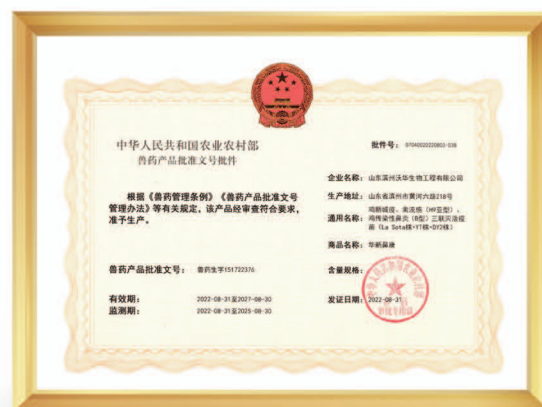 中华人民共和国农业农村部
兽药产品批准文号批件
批件号：
企业名称： 山东滨州沃华生物工程有限公司
根据《兽药管理条例》《兽药产品批准文号
管理办法》等有关规定，该产品经审查符合要求，
准予生产。
生产地址： 山东省滨州市黄河六路218号
通用名称： 鸡新城疫、禽流感（H9亚型）、
鸡传染性鼻炎（B型）三联灭活疫
苗（La Sota株+YT株+DY2株）
商品名称： 华新鼻康
兽药产品批准文号： 兽药生字151722376
含量规格：
有效期： 2022-08-31至2027-08-30
监测期： 2022-08-31至2025-08-30
发证日期： 2022-08-31